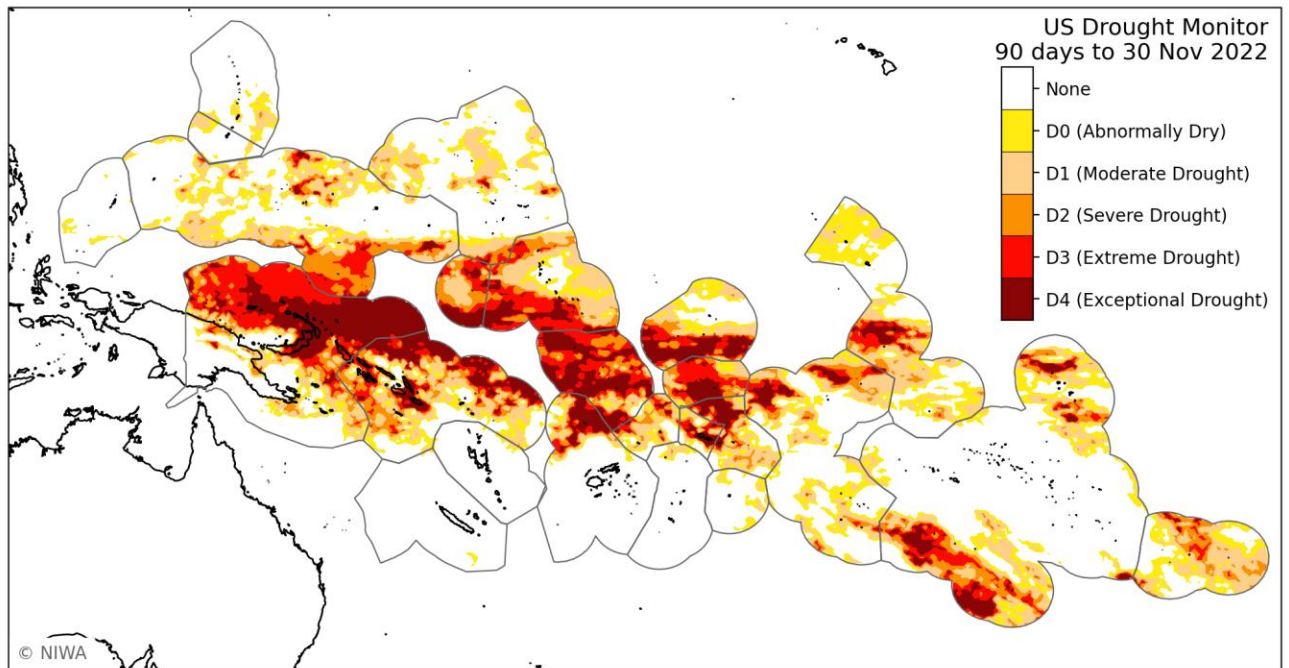 US Drought Monitor
90 days to 30 Nov 2022
None
D0 (Abnormally Dry)
D1 (Moderate Drought)
D2 (Severe Drought)
D3 (Extreme Drought)
D4 (Exceptional Drought)
© NIWA